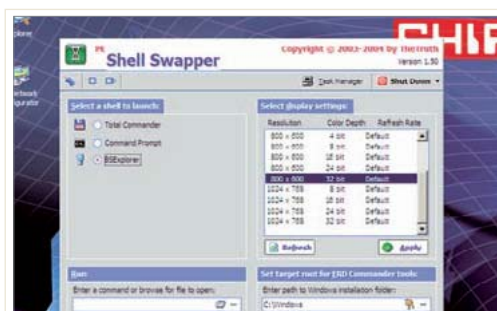 CHIP
PE
Shell Swapper
Copyright © 2003-2004 by TheTruth
Version 1.50
Task Manager
Shut Down
Select a shell to launch:
Total Commander
Command Prompt
BSExplorer
Select display settings:
Resolution Color Depth Refresh Rate
800 x 600 4 bit Default
800 x 600 8 bit Default
800 x 600 16 bit Default
800 x 600 24 bit Default
800 x 600 32 bit Default
1024 x 768 8 bit Default
1024 x 768 16 bit Default
1024 x 768 24 bit Default
1024 x 768 32 bit Default
Refresh
Apply
Run:
Enter a command or browse for file to open:
Set target root for ERD Commander tools:
Enter path to Windows installation folder:
C:\Windows